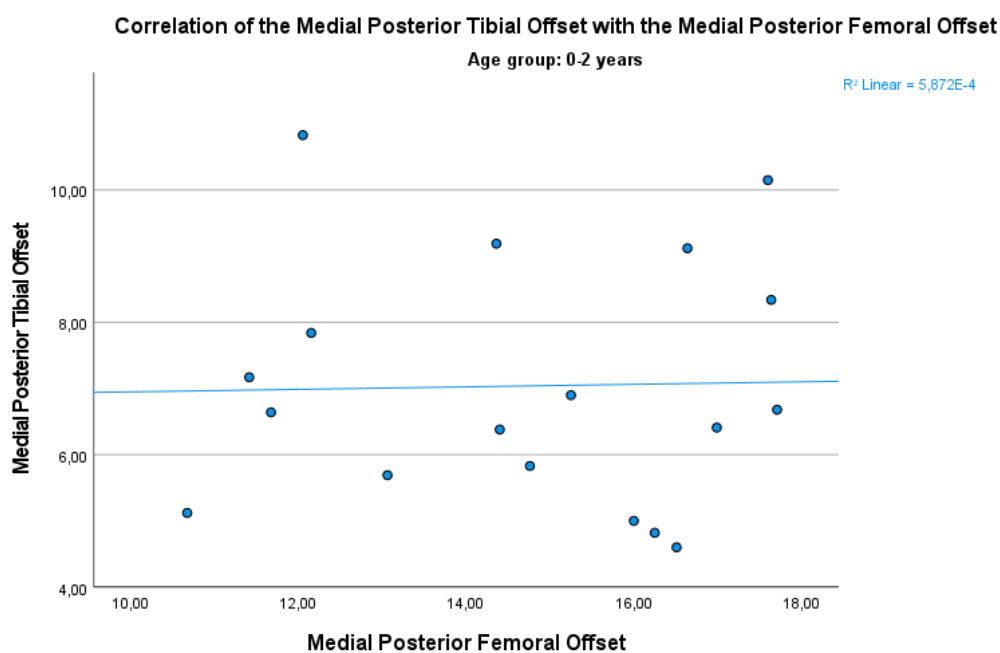 Correlation of the Medial Posterior Tibial Offset with the Medial Posterior Femoral Offset
Age group: 0-2 years
R² Linear = 5,872E-4
Medial Posterior Tibial Offset
10,00
8,00
6,00
4,00
10,00 12,00 14,00 16,00 18,00
Medial Posterior Femoral Offset